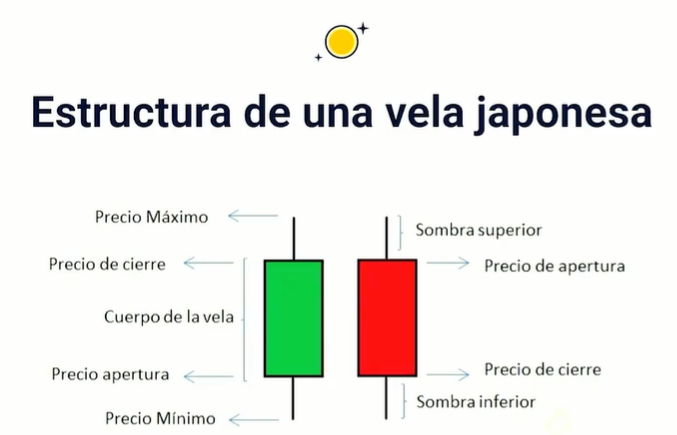 Estructura de una vela japonesa
Precio Máximo
Precio de cierre
Cuerpo de la vela
Precio apertura
Precio Mínimo
Sombra superior
Precio de apertura
Precio de cierre
Sombra inferior